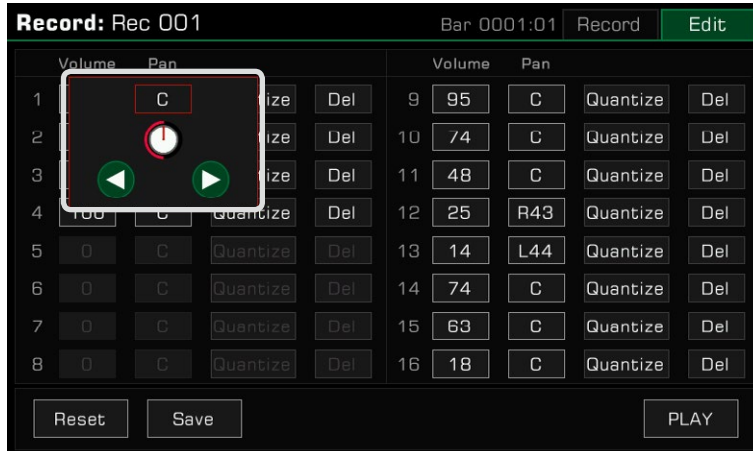 Record: Rec 001 Bar 0001:01 Record Edit
Volume Pan Volume Pan
1 C ize Del 9 95 C Quantize Del
2 ize Del 10 74 C Quantize Del
3 ize Del 11 48 C Quantize Del
4 100 C Quantize Del 12 25 R43 Quantize Del
5 0 C Quantize Del 13 14 L44 Quantize Del
6 0 C Quantize Del 14 74 C Quantize Del
7 0 C Quantize Del 15 63 C Quantize Del
8 0 C Quantize Del 16 18 C Quantize Del
Reset Save PLAY